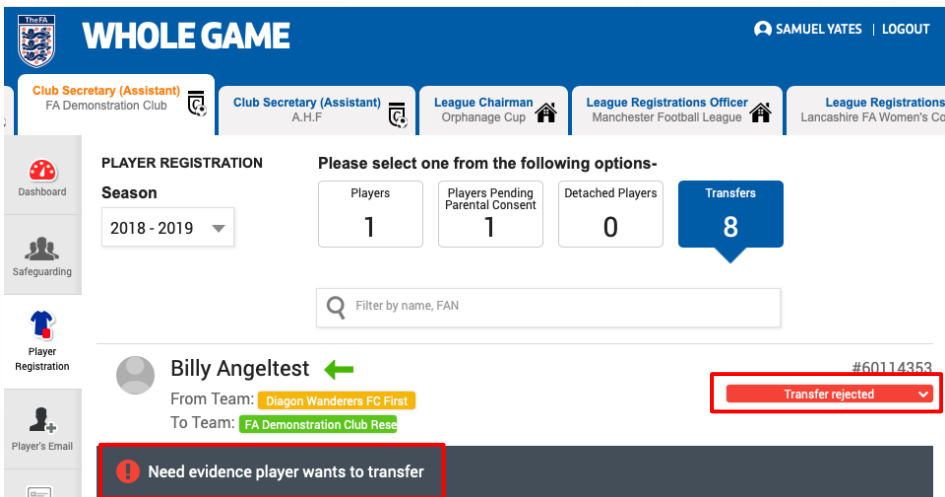 TheFA
WHOLE GAME
SAMUEL YATES | LOGOUT
Club Secretary (Assistant)
FA Demonstration Club
Club Secretary (Assistant)
A.H.F
League Chairman
Orphanage Cup
League Registrations Officer
Manchester Football League
League Registrations
Lancashire FA Women's Co
Dashboard
Safeguarding
Player
Registration
Player's Email
PLAYER REGISTRATION
Season
2018 - 2019
Please select one from the following options-
Players
1
Players Pending
Parental Consent
1
Detached Players
0
Transfers
8
Filter by name, FAN
Billy Angeltest
#60114353
From Team: Diagon Wanderers FC First
Transfer rejected
To Team: FA Demonstration Club Rese
Need evidence player wants to transfer